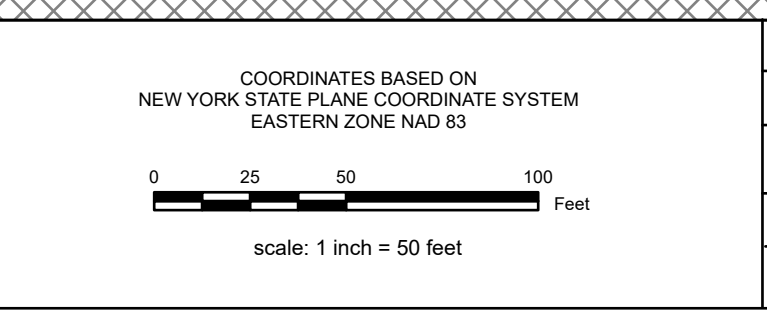 COORDINATES BASED ON
NEW YORK STATE PLANE COORDINATE SYSTEM
EASTERN ZONE NAD 83
0 25 50 100
Feet
scale: 1 inch = 50 feet